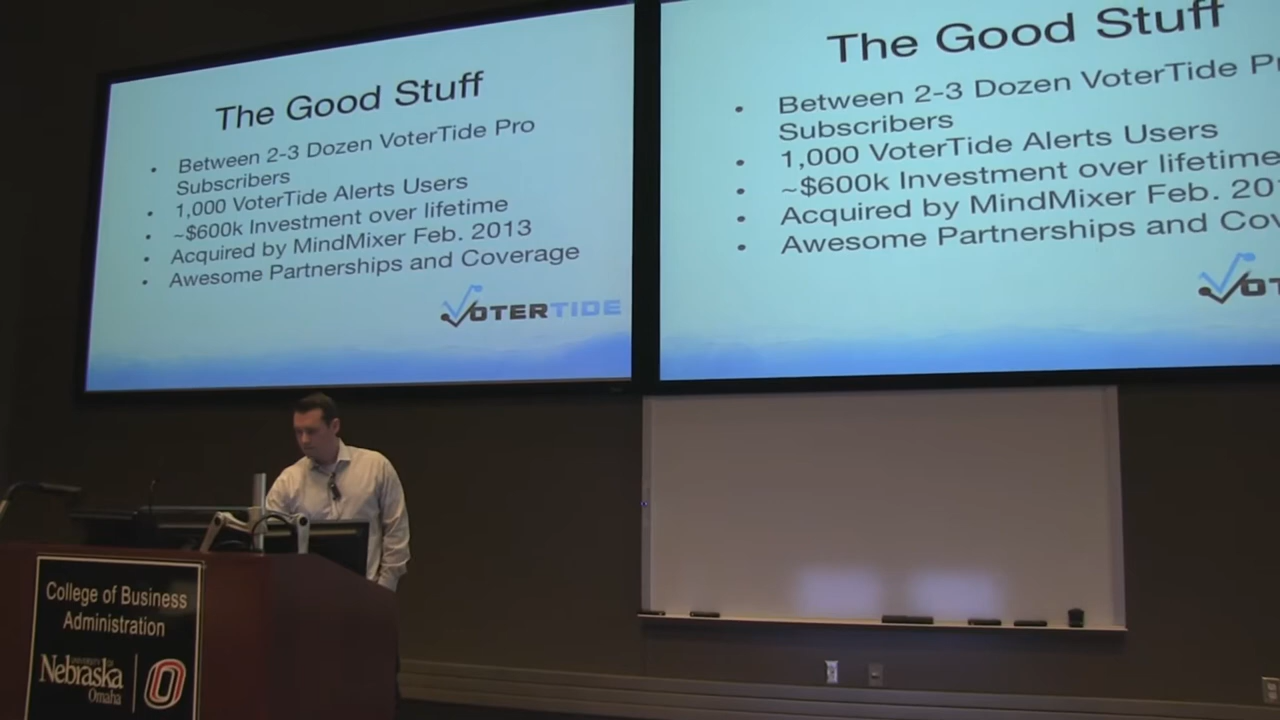 The Good Stuff
• Between 2-3 Dozen VoterTide Pro
Subscribers
• 1,000 VoterTide Alerts Users
• ~$600k Investment over lifetime
• Acquired by MindMixer Feb. 2013
• Awesome Partnerships and Coverage
VOTERTIDE
The Good Stuff
• Between 2-3 Dozen VoterTide
Subscribers
• 1,000 VoterTide Alerts Users
• ~$600k Investment over lifetime
• Acquired by MindMixer Feb. 20
• Awesome Partnerships and
College of Business
Administration
UNIVERSITY OF
Nebraska
Omaha
O